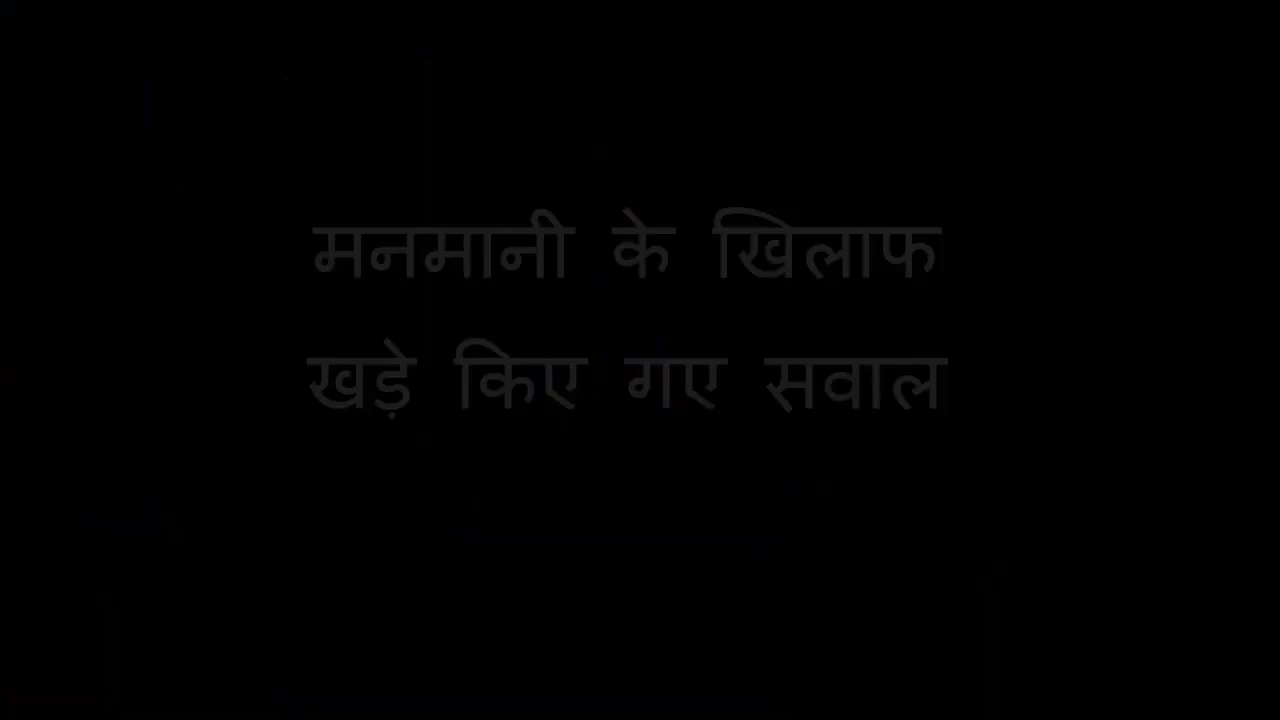 मनमानी के खिलाफ
खड़े किए गए सवाल